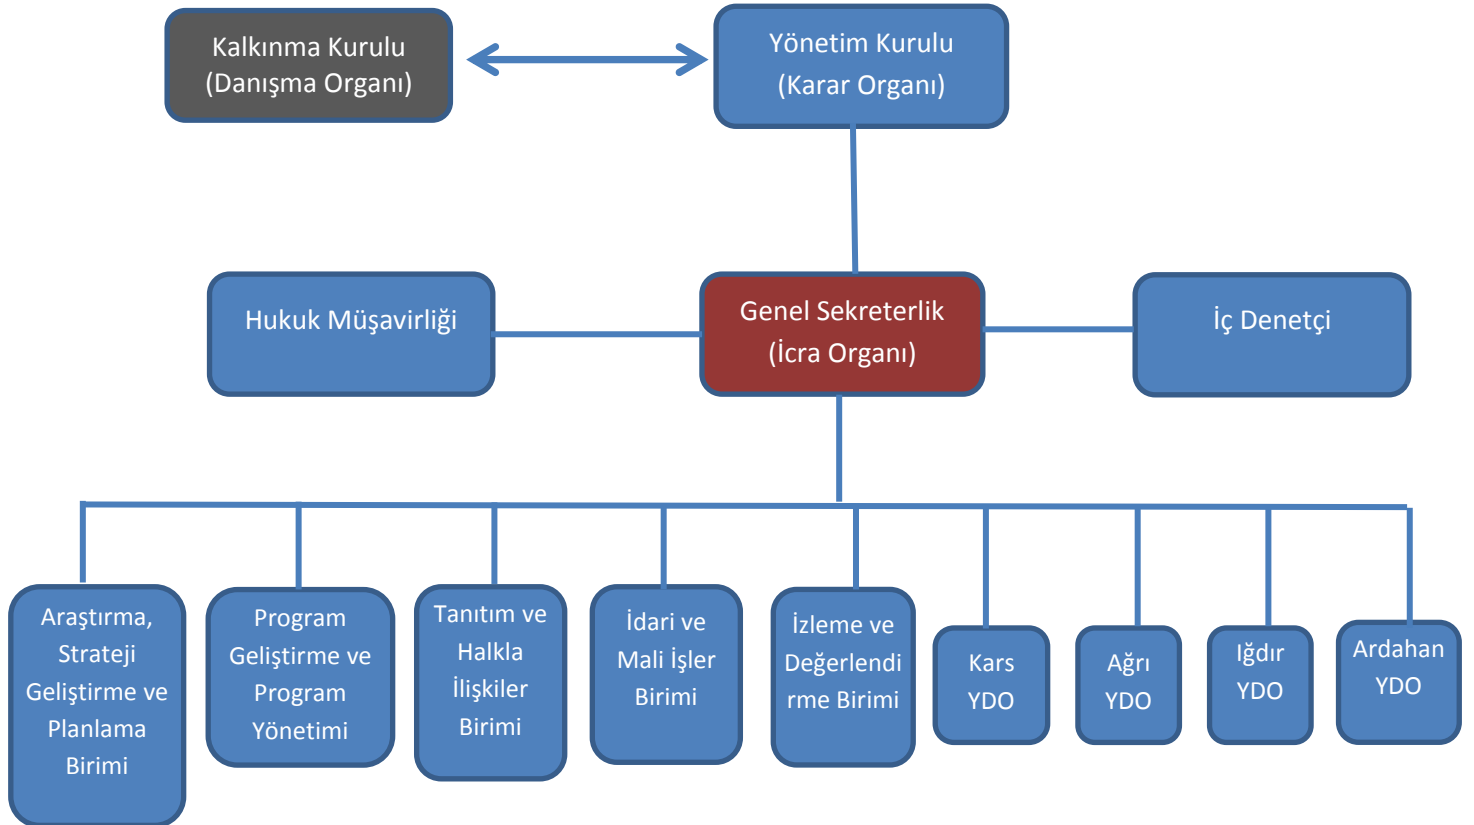 Kalkınma Kurulu
(Danışma Organı)
Yönetim Kurulu
(Karar Organı)
Hukuk Müşavirliği
Genel Sekreterlik
(İcra Organı)
İç Denetçi
Araştırma,
Strateji
Geliştirme ve
Planlama
Birimi
Program
Geliştirme ve
Program
Yönetimi
Tanıtım ve
Halkla
İlişkiler
Birimi
İdari ve
Mali İşler
Birimi
İzleme ve
Değerlendi
rme Birimi
Kars
YDO
Ağrı
YDO
Iğdır
YDO
Ardahan
YDO